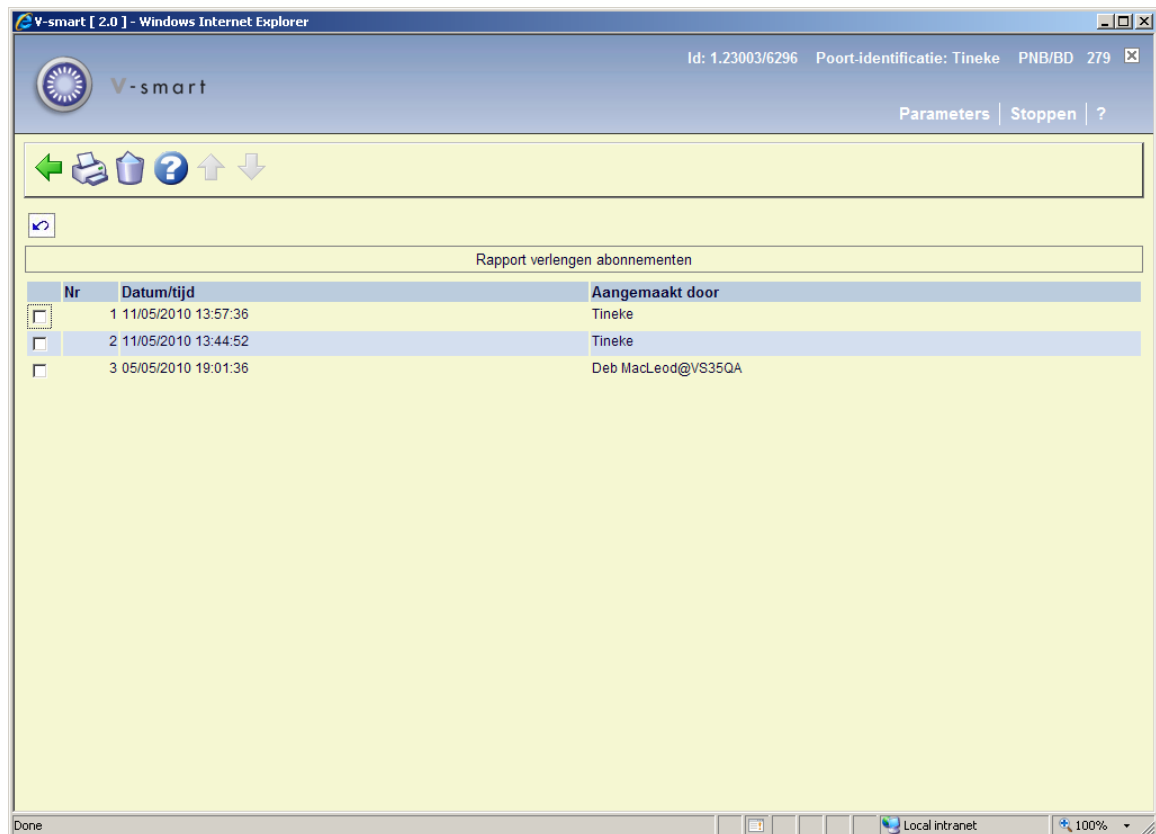 V-smart [ 2.0 ] - Windows Internet Explorer
Id: 1.23003/6296 Poort-identificatie: Tineke PNB/BD 279
V-smart
Parameters | Stoppen | ?
Rapport verlengen abonnementen
Nr Datum/tijd Aangemaakt door
1 11/05/2010 13:57:36 Tineke
2 11/05/2010 13:44:52 Tineke
3 05/05/2010 19:01:36 Deb MacLeod@VS35QA
Done Local intranet 100%